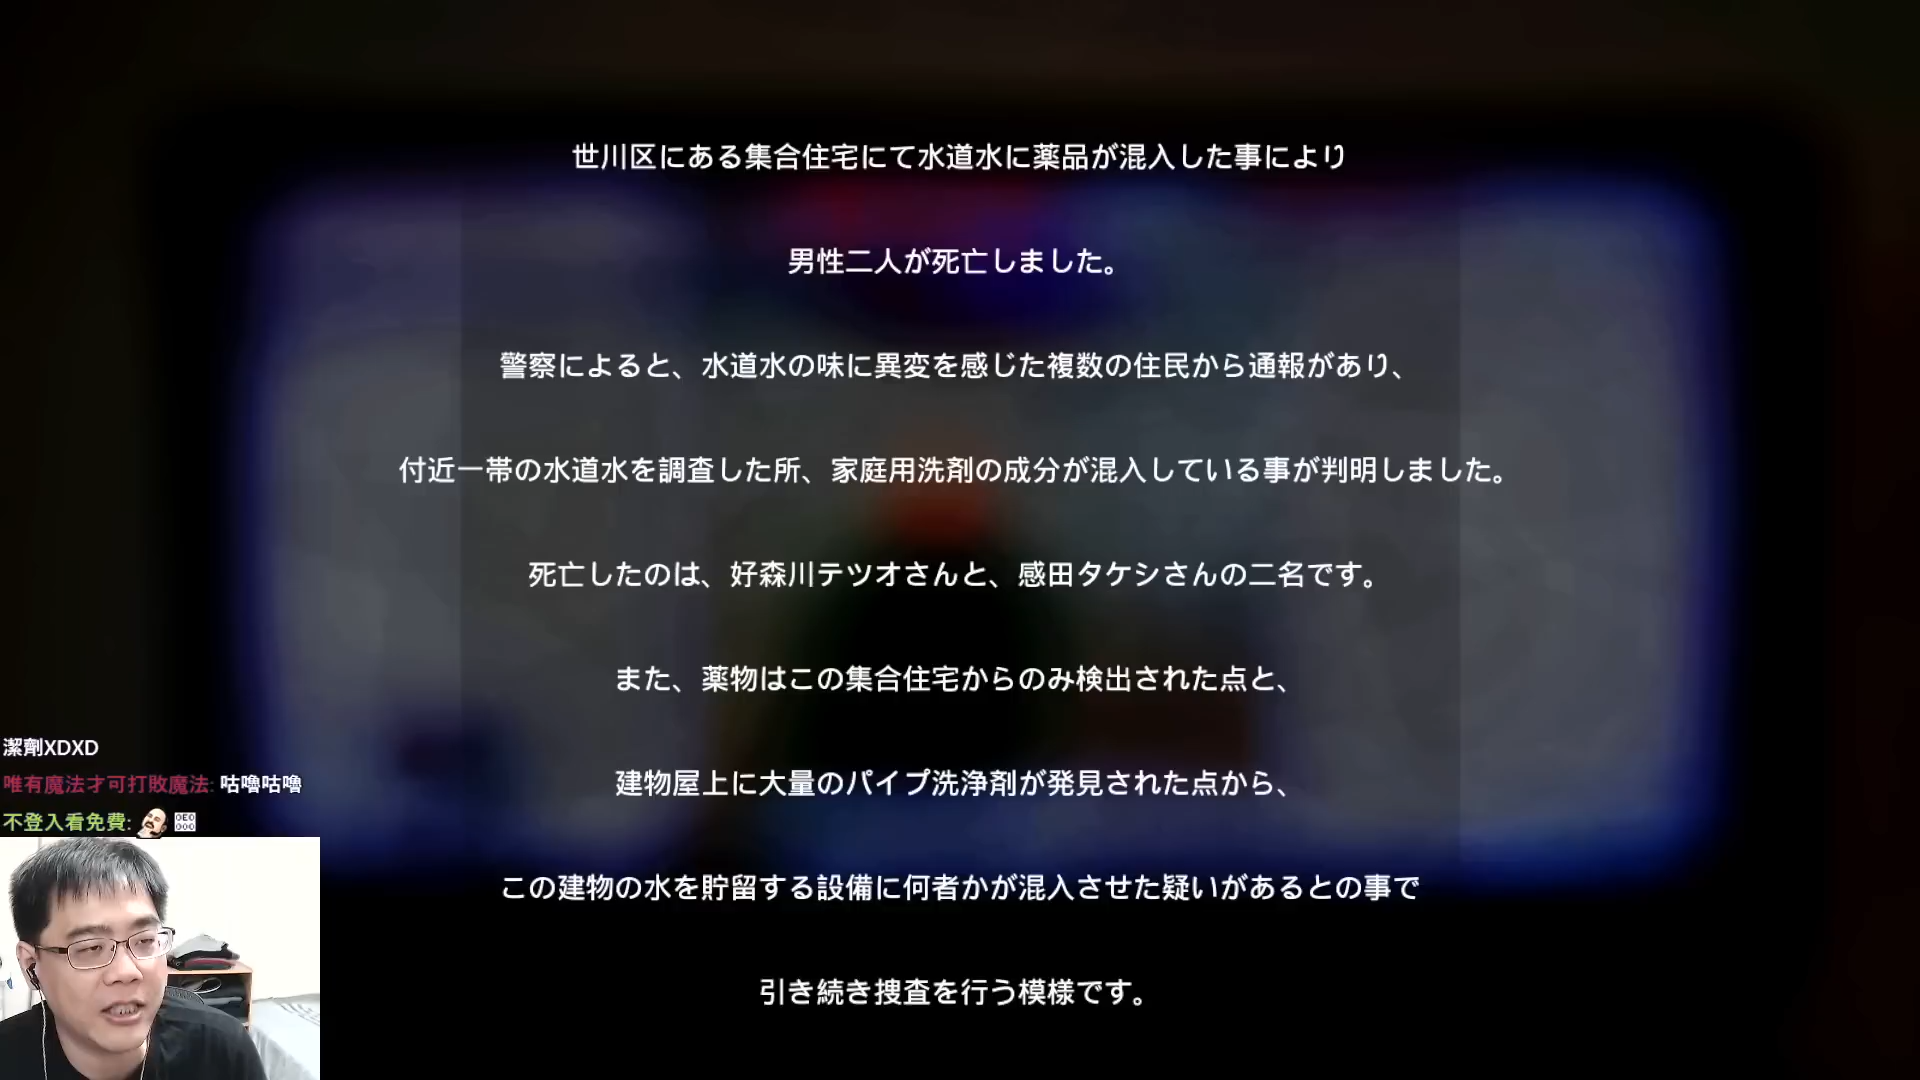 世川区にある集合住宅にて水道水に薬品が混入した事により
男性二人が死亡しました。
警察によると、水道水の味に異変を感じた複数の住民から通報があり、
付近一帯の水道水を調査した所、家庭用洗剤の成分が混入している事が判明しました。
死亡したのは、好森川テツオさんと、感田タケシさんの二名です。
また、薬物はこの集合住宅からのみ検出された点と、
建物屋上に大量のパイプ洗浄剤が発見された点から、
この建物の水を貯留する設備に何者かが混入させた疑いがあるとの事で
引き続き捜査を行う模様です。
潔劑XDXD
唯有魔法才可打敗魔法: 咕嚕咕嚕
不登入看免費: